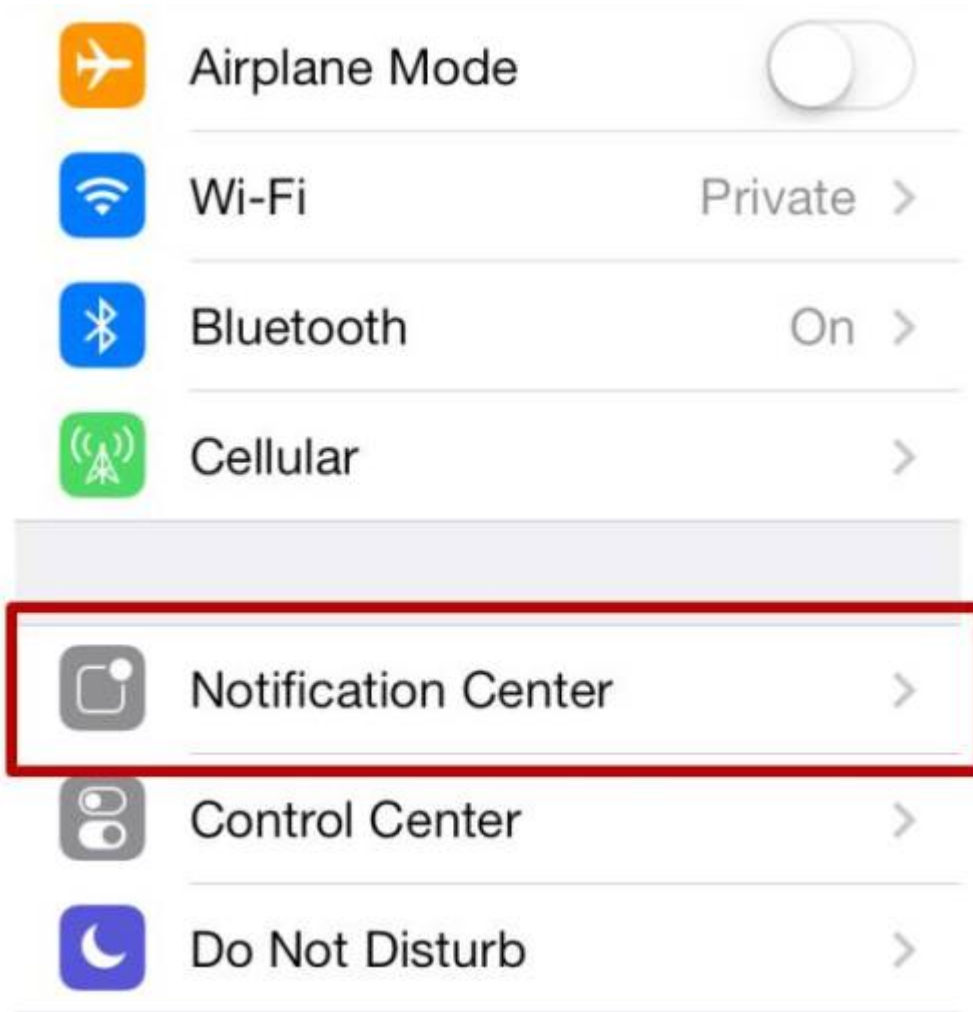 Airplane Mode
Wi-Fi Private
Bluetooth On
Cellular
Notification Center
Control Center
Do Not Disturb